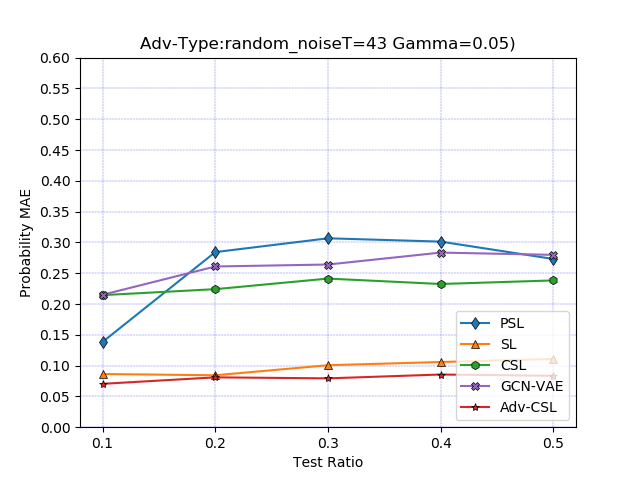 Adv-Type:random_noiseT=43 Gamma=0.05)
Probability MAE
0.60
0.55
0.50
0.45
0.40
0.35
0.30
0.25
0.20
0.15
0.10
0.05
0.00
PSL
SL
CSL
GCN-VAE
Adv-CSL
0.1 0.2 0.3 0.4 0.5
Test Ratio